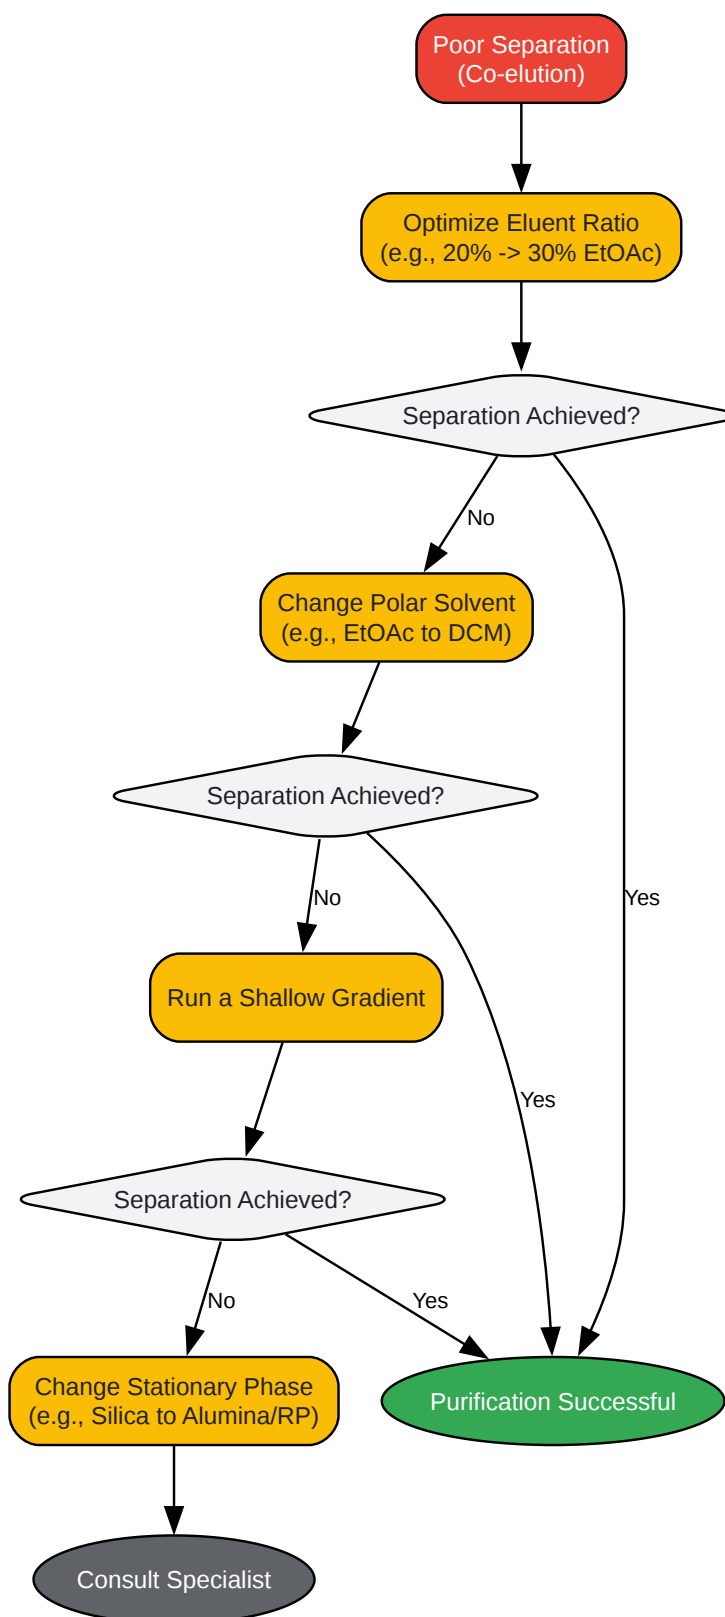 Poor Separation
(Co-elution)
Optimize Eluent Ratio
(e.g., 20% -> 30% EtOAc)
Separation Achieved?
No
Change Polar Solvent
(e.g., EtOAc to DCM)
Separation Achieved?
No
Yes
Run a Shallow Gradient
Yes
Separation Achieved?
No
Yes
Change Stationary Phase
(e.g., Silica to Alumina/RP)
Purification Successful
Consult Specialist